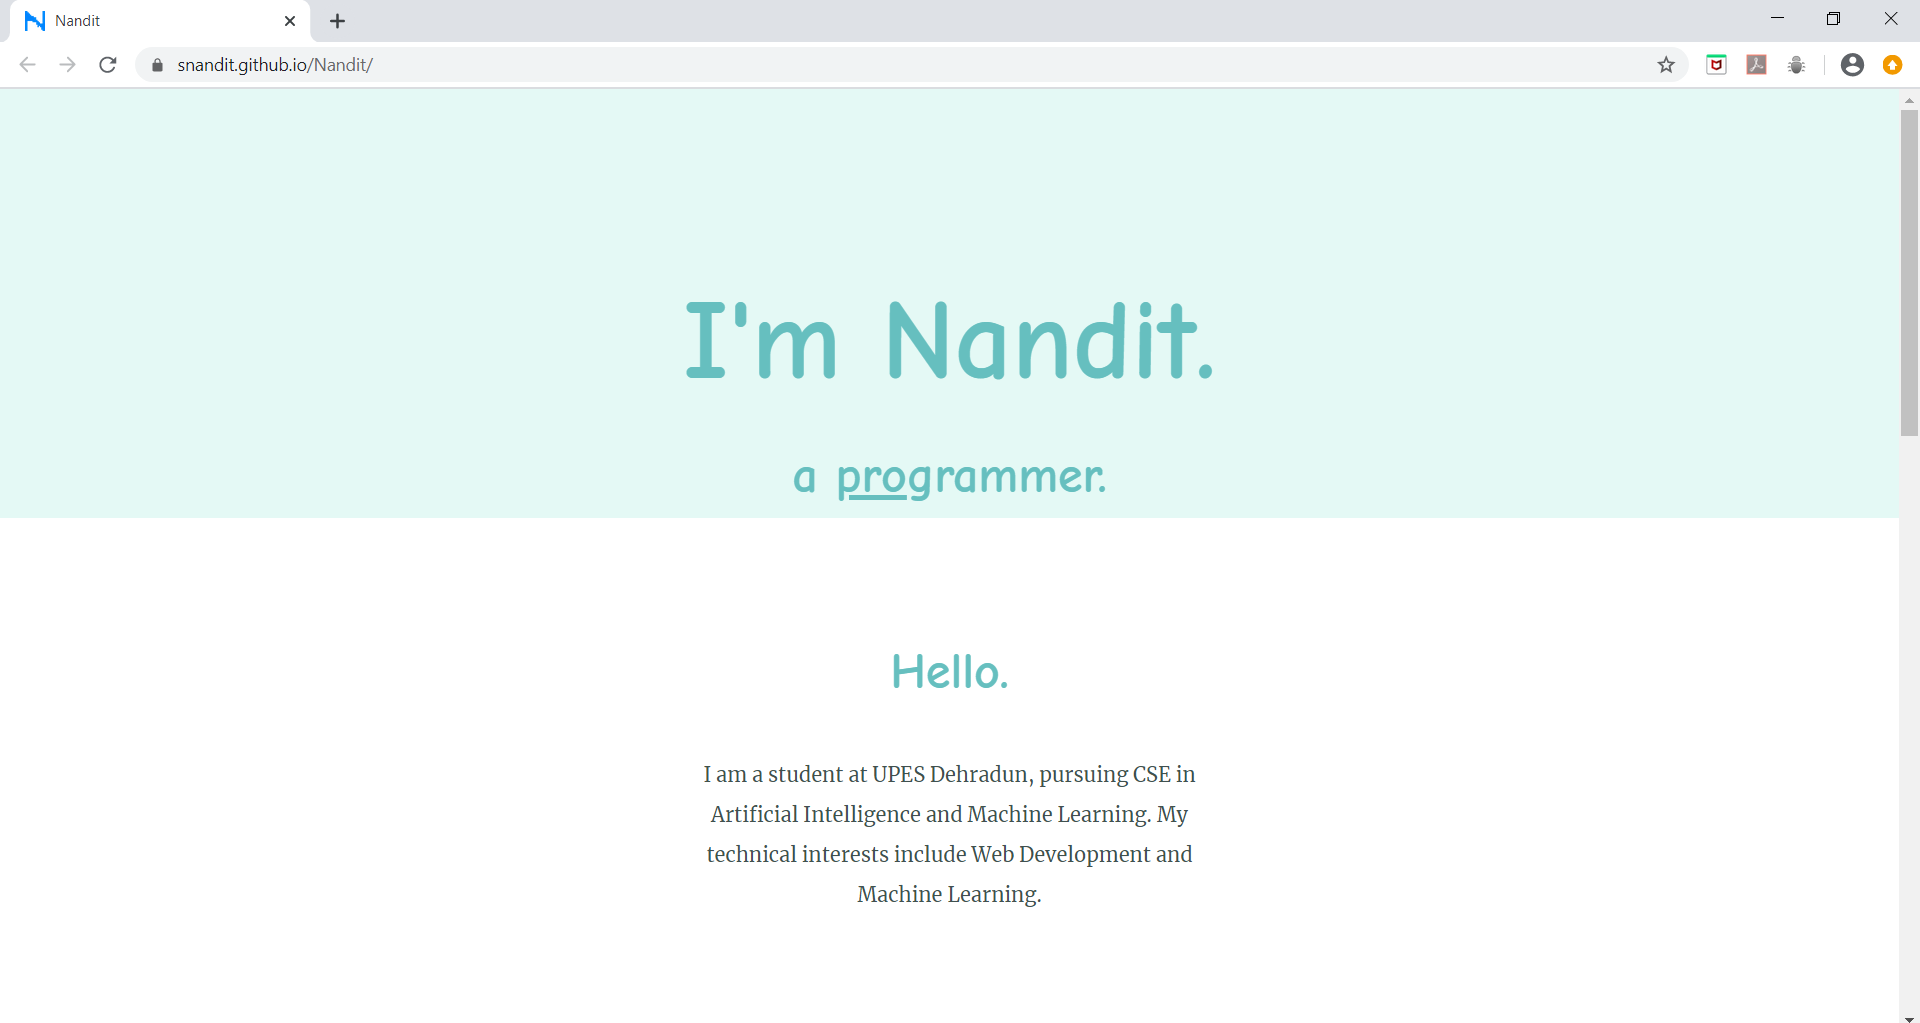 Nandit
snandit.github.io/Nandit/
I'm Nandit.
a programmer.
Hello.
I am a student at UPES Dehradun, pursuing CSE in
Artificial Intelligence and Machine Learning. My
technical interests include Web Development and
Machine Learning.